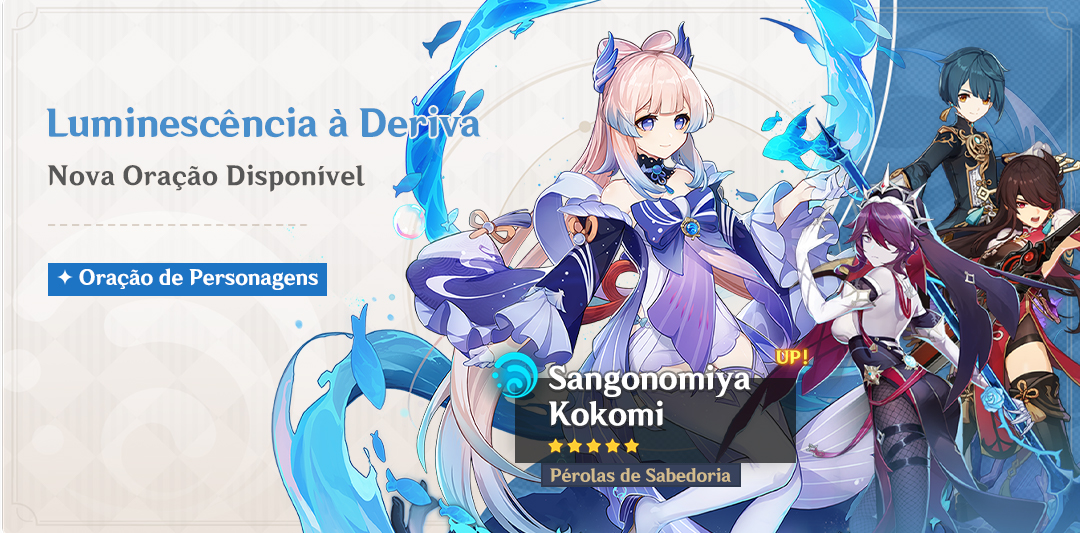 Luminescência à Deriva
Nova Oração Disponível
✦ Oração de Personagens
UP!
Sangonomiya
Kokomi
★★★★★
Pérolas de Sabedoria